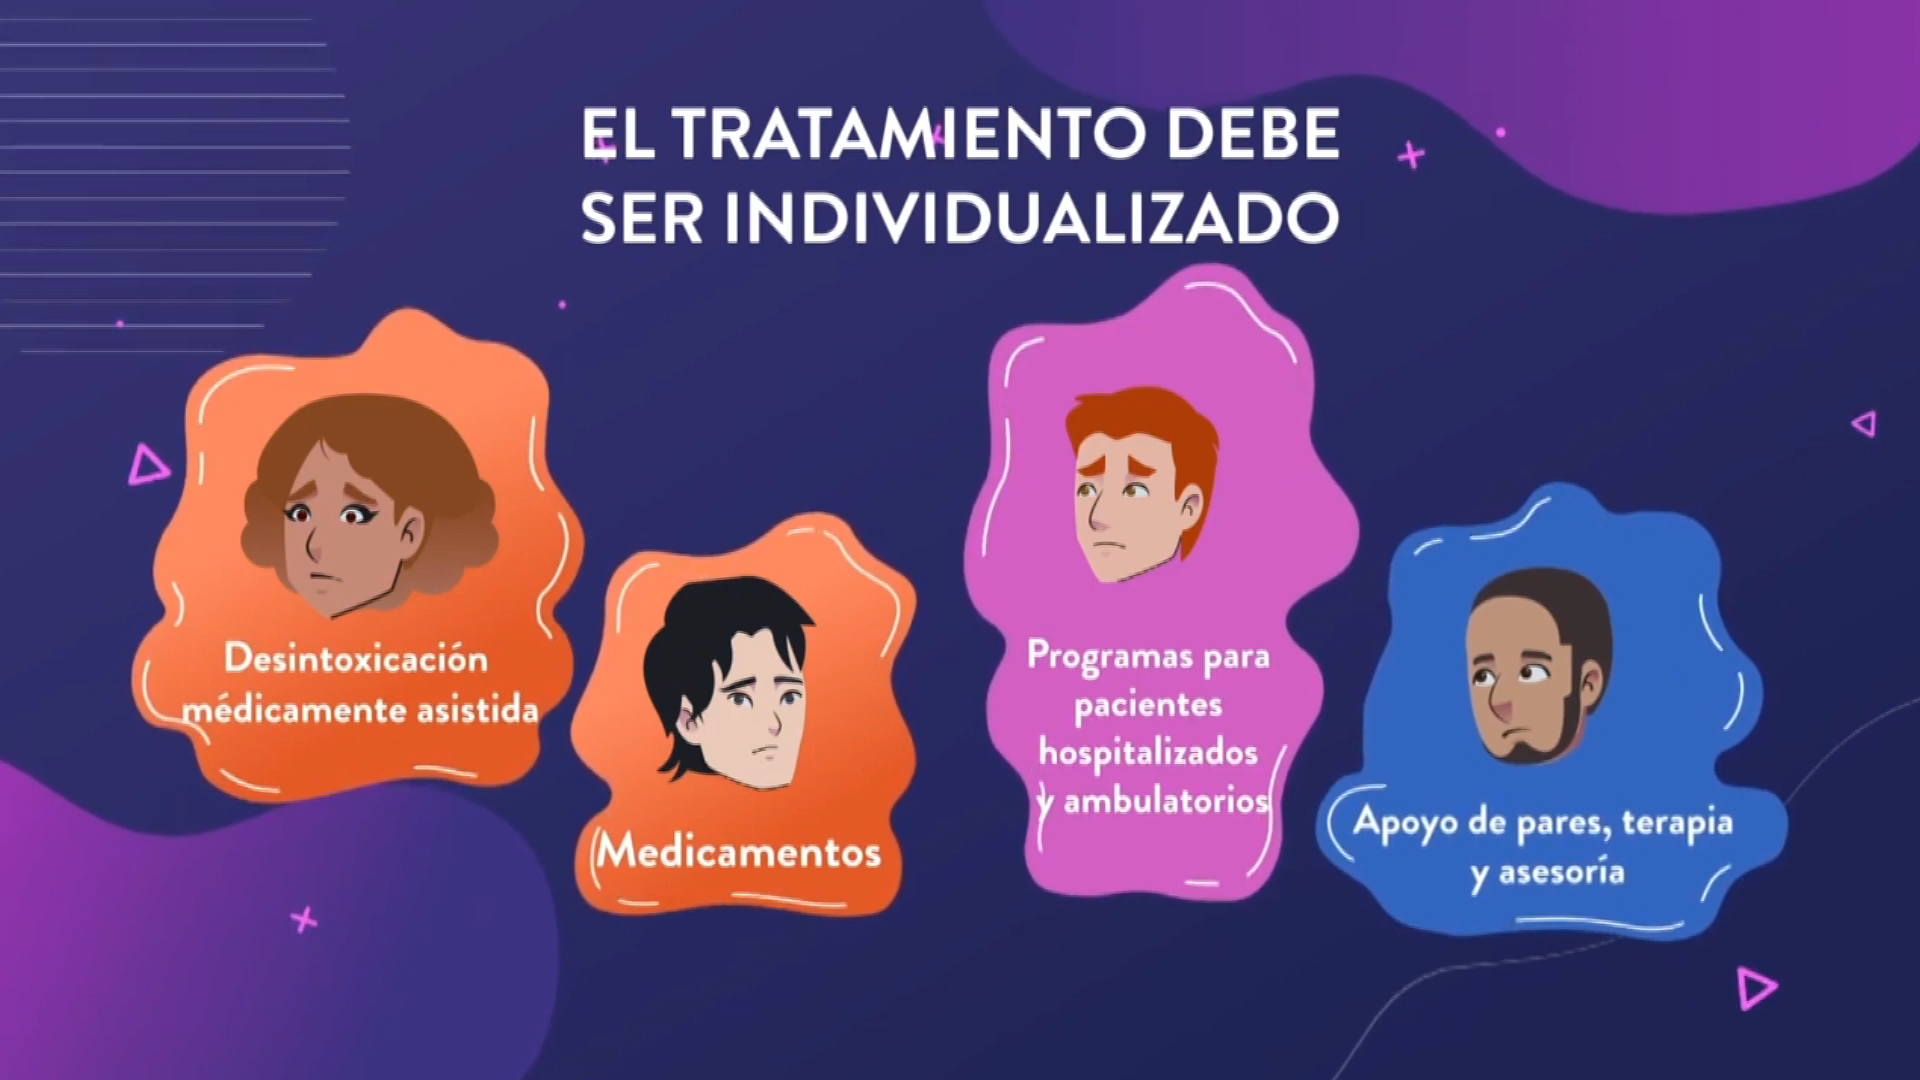 EL TRATAMIENTO DEBE
SER INDIVIDUALIZADO
Desintoxicación
médicamente asistida
Medicamentos
Programas para
pacientes
hospitalizados
y ambulatorios
Apoyo de pares, terapia
y asesoría